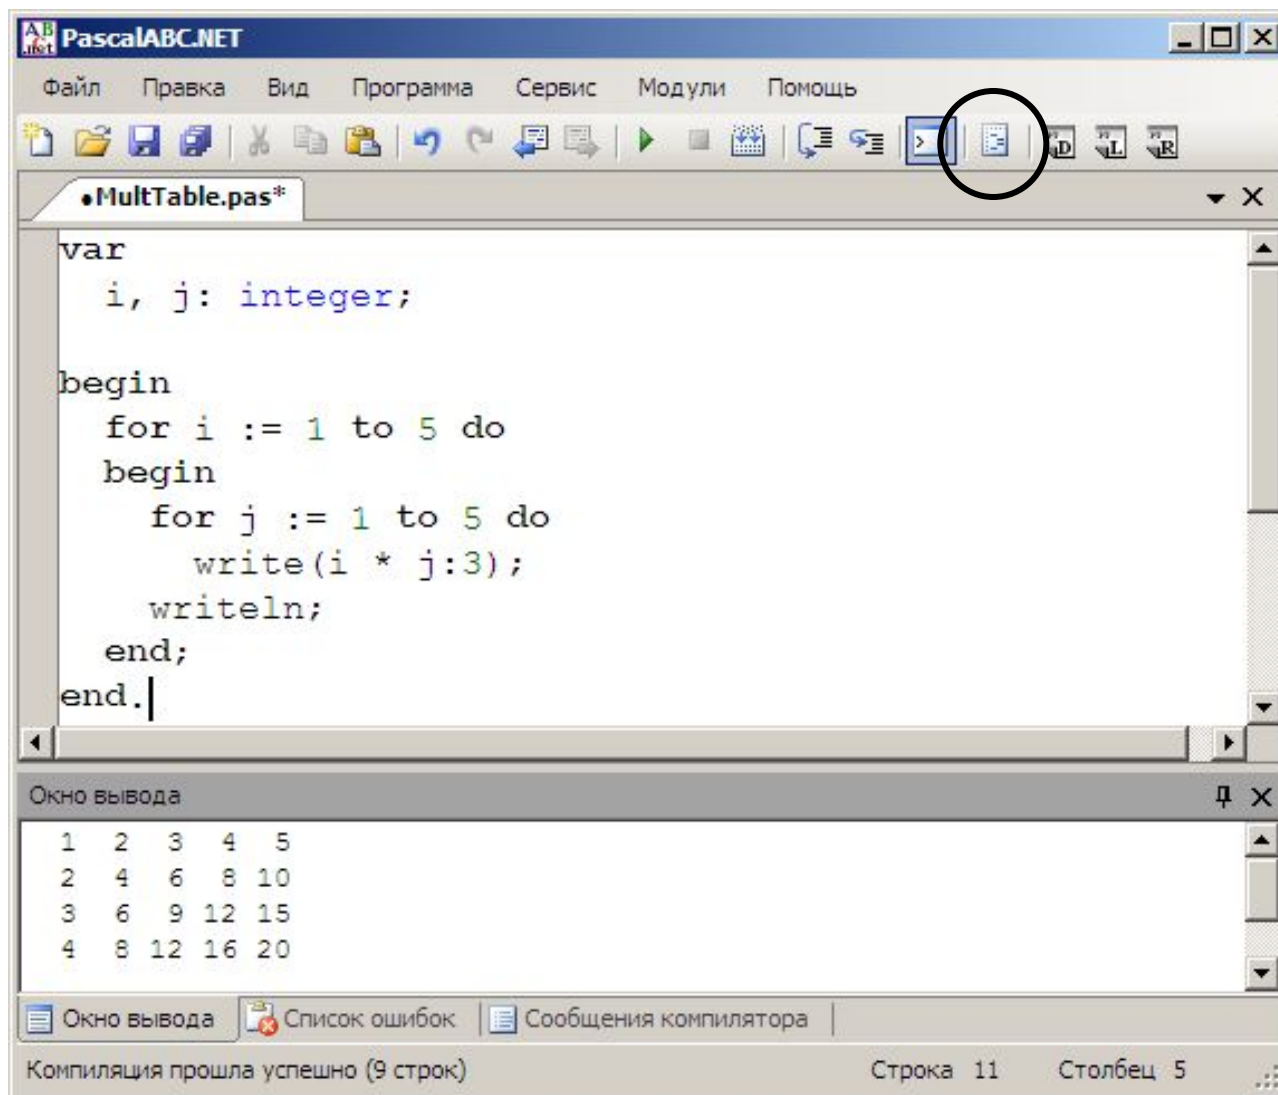 PascalABC.NET
Файл Правка Вид Программа Сервис Модули Помощь
•MultTable.pas*
var
i, j: integer;
begin
for i := 1 to 5 do
begin
for j := 1 to 5 do
write(i * j:3);
writeln;
end;
end.
Окно вывода
1 2 3 4 5
2 4 6 8 10
3 6 9 12 15
4 8 12 16 20
Окно вывода Список ошибок Сообщения компилятора
Компиляция прошла успешно (9 строк) Строка 11 Столбец 5